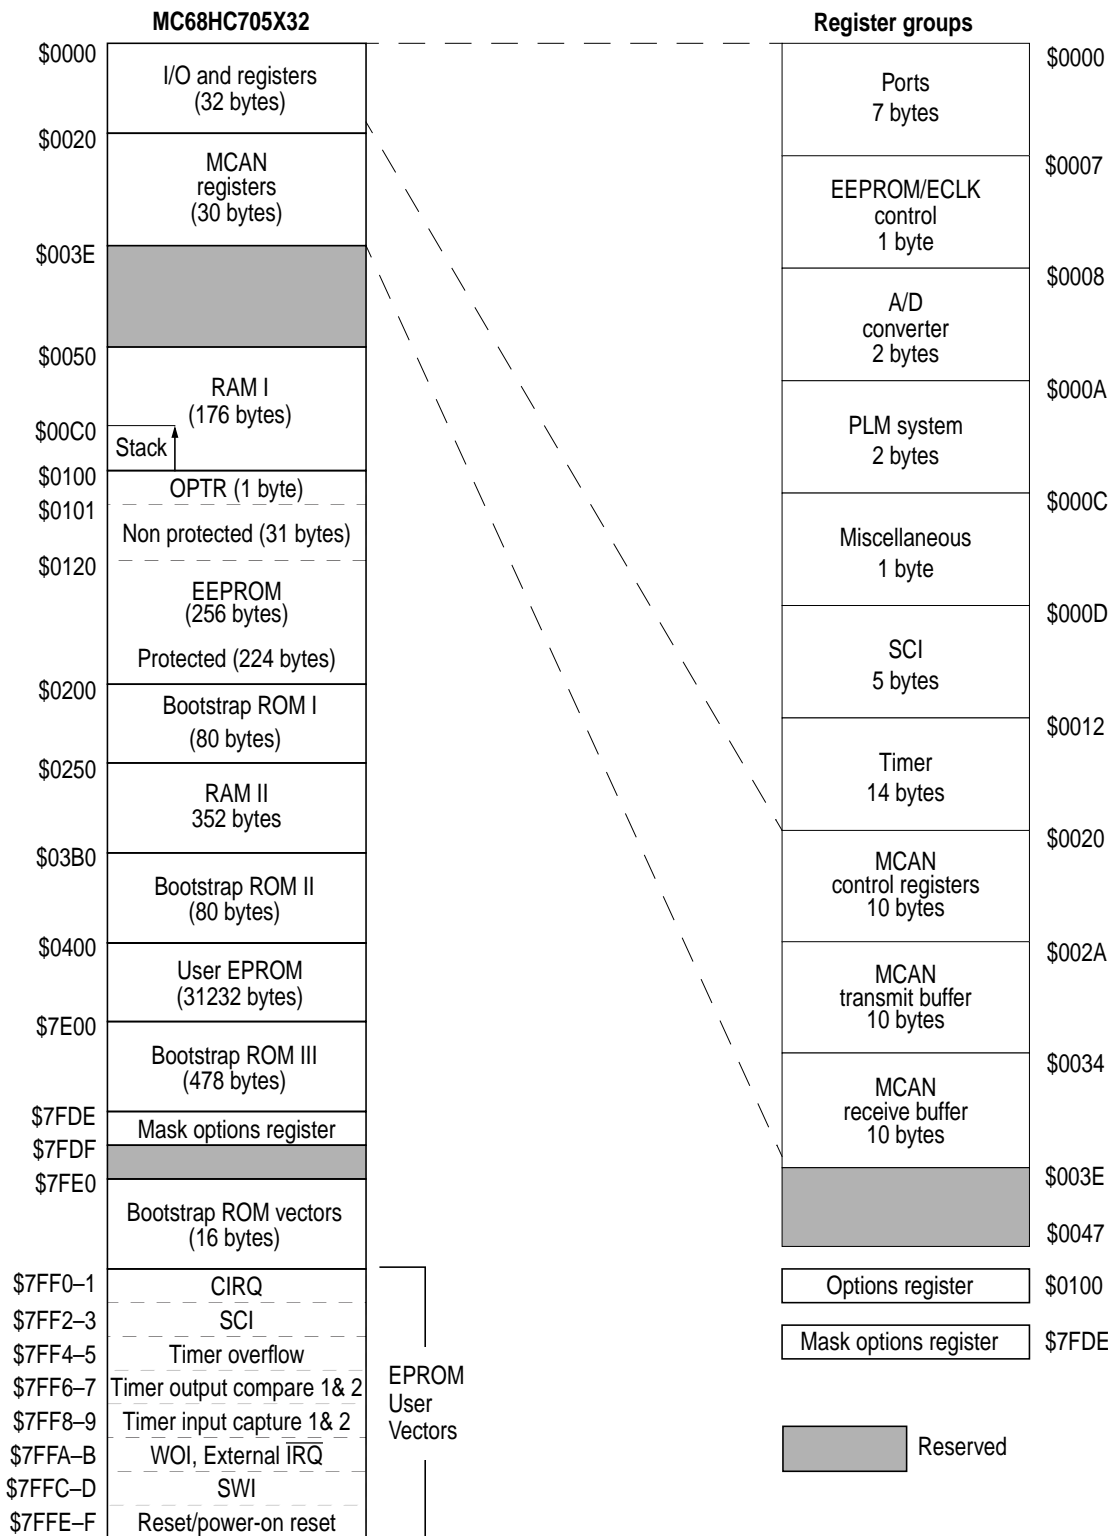 MC68HC705X32
$0000
I/O and registers
(32 bytes)
$0020
MCAN
registers
(30 bytes)
$003E
$0050
RAM I
(176 bytes)
$00C0
Stack
$0100
OPTR (1 byte)
$0101
Non protected (31 bytes)
$0120
EEPROM
(256 bytes)
Protected (224 bytes)
$0200
Bootstrap ROM I
(80 bytes)
$0250
RAM II
352 bytes
$03B0
Bootstrap ROM II
(80 bytes)
$0400
User EPROM
(31232 bytes)
$7E00
Bootstrap ROM III
(478 bytes)
$7FDE
Mask options register
$7FDF
$7FE0
Bootstrap ROM vectors
(16 bytes)
$7FF0–1
CIRQ
$7FF2–3
SCI
$7FF4–5
Timer overflow
$7FF6–7
Timer output compare 1& 2
$7FF8–9
Timer input capture 1& 2
$7FFA–B
WOI, External IRQ
$7FFC–D
SWI
$7FFE–F
Reset/power-on reset
EPROM
User
Vectors
Register groups
$0000
Ports
7 bytes
$0007
EEPROM/ECLK
control
1 byte
$0008
A/D
converter
2 bytes
$000A
PLM system
2 bytes
$000C
Miscellaneous
1 byte
$000D
SCI
5 bytes
$0012
Timer
14 bytes
$0020
MCAN
control registers
10 bytes
$002A
MCAN
transmit buffer
10 bytes
$0034
MCAN
receive buffer
10 bytes
$003E
$0047
Options register
$0100
Mask options register
$7FDE
Reserved